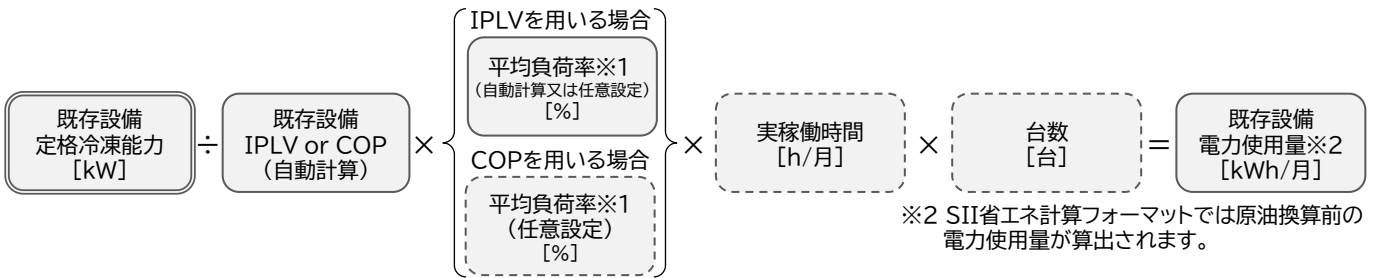 既存設備
定格冷凍能力
[kW]
÷
既存設備
IPLV or COP
(自動計算)
×
IPLVを用いる場合
平均負荷率※1
(自動計算又は任意設定)
[%]
COPを用いる場合
平均負荷率※1
(任意設定)
[%]
×
実稼働時間
[h/月]
×
台数
[台]
=
既存設備
電力使用量※2
[kWh/月]
※2 SII省エネ計算フォーマットでは原油換算前の
電力使用量が算出されます。